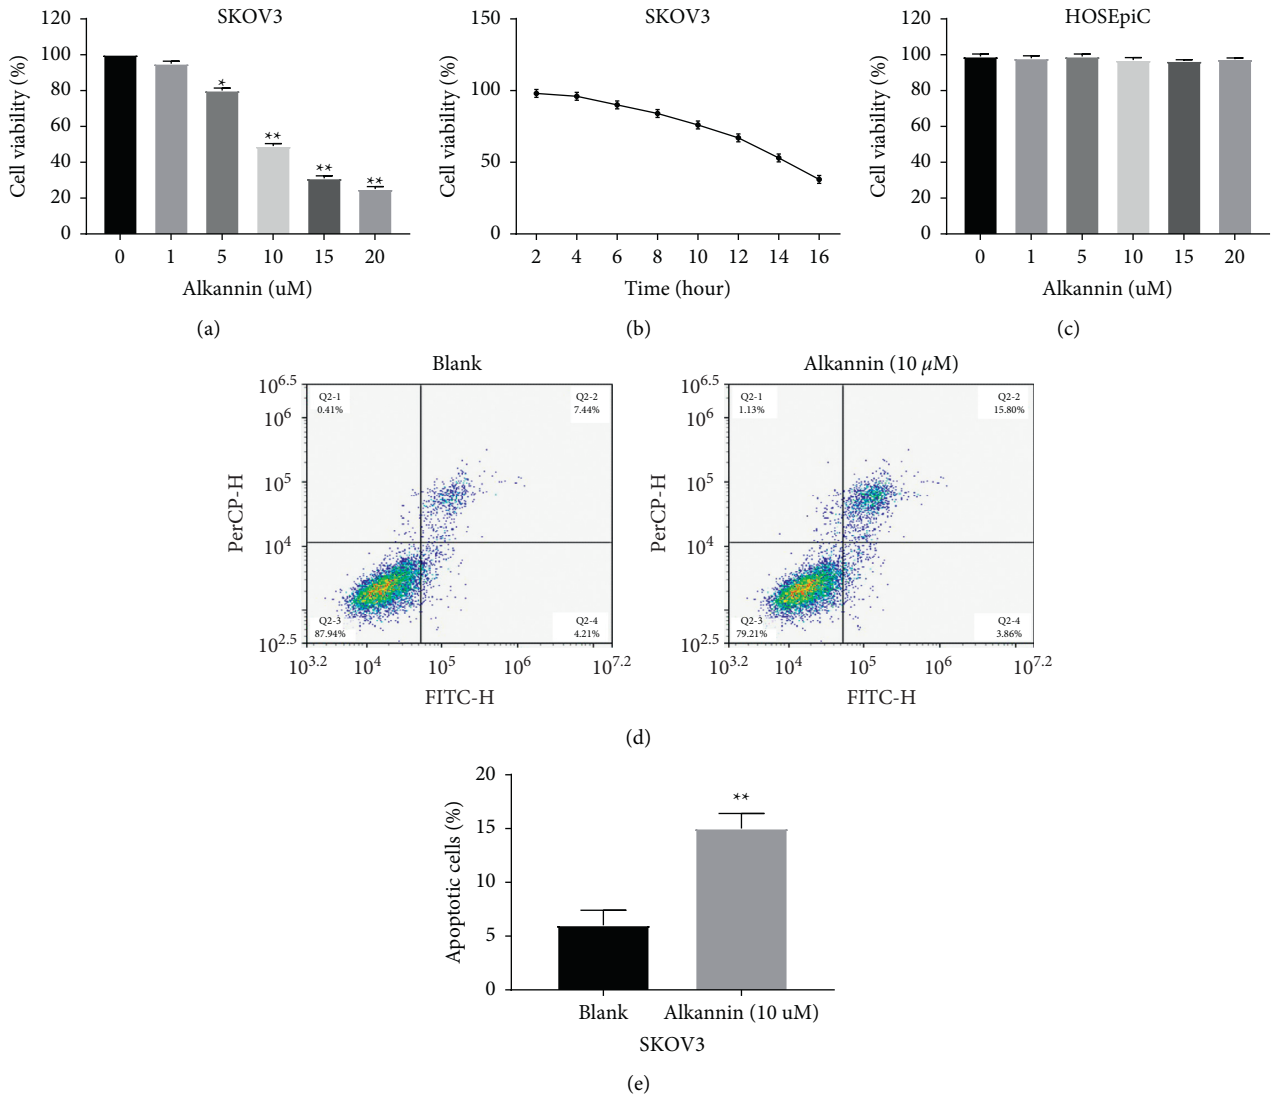 SKOV3
Cell viability (%)
120
100
80
60
40
20
0
*
**
**
**
0 1 5 10 15 20
Alkannin (uM)
(a)
SKOV3
Cell viability (%)
150
100
50
0
2 4 6 8 10 12 14 16
Time (hour)
(b)
HOSEpiC
Cell viability (%)
120
100
80
60
40
20
0
0 1 5 10 15 20
Alkannin (uM)
(c)
Blank
PerCP-H
10^6.5
10^6
10^5
10^4
10^2.5
Q2-1
0.41%
Q2-2
7.44%
Q2-3
87.94%
Q2-4
4.21%
10^3.2 10^4 10^5 10^6 10^7.2
FITC-H
Alkannin (10 μM)
PerCP-H
10^6.5
10^6
10^5
10^4
10^2.5
Q2-1
1.13%
Q2-2
15.80%
Q2-3
79.21%
Q2-4
3.86%
10^3.2 10^4 10^5 10^6 10^7.2
FITC-H
(d)
Apoptotic cells (%)
20
15
10
5
0
**
Blank Alkannin (10 uM)
SKOV3
(e)